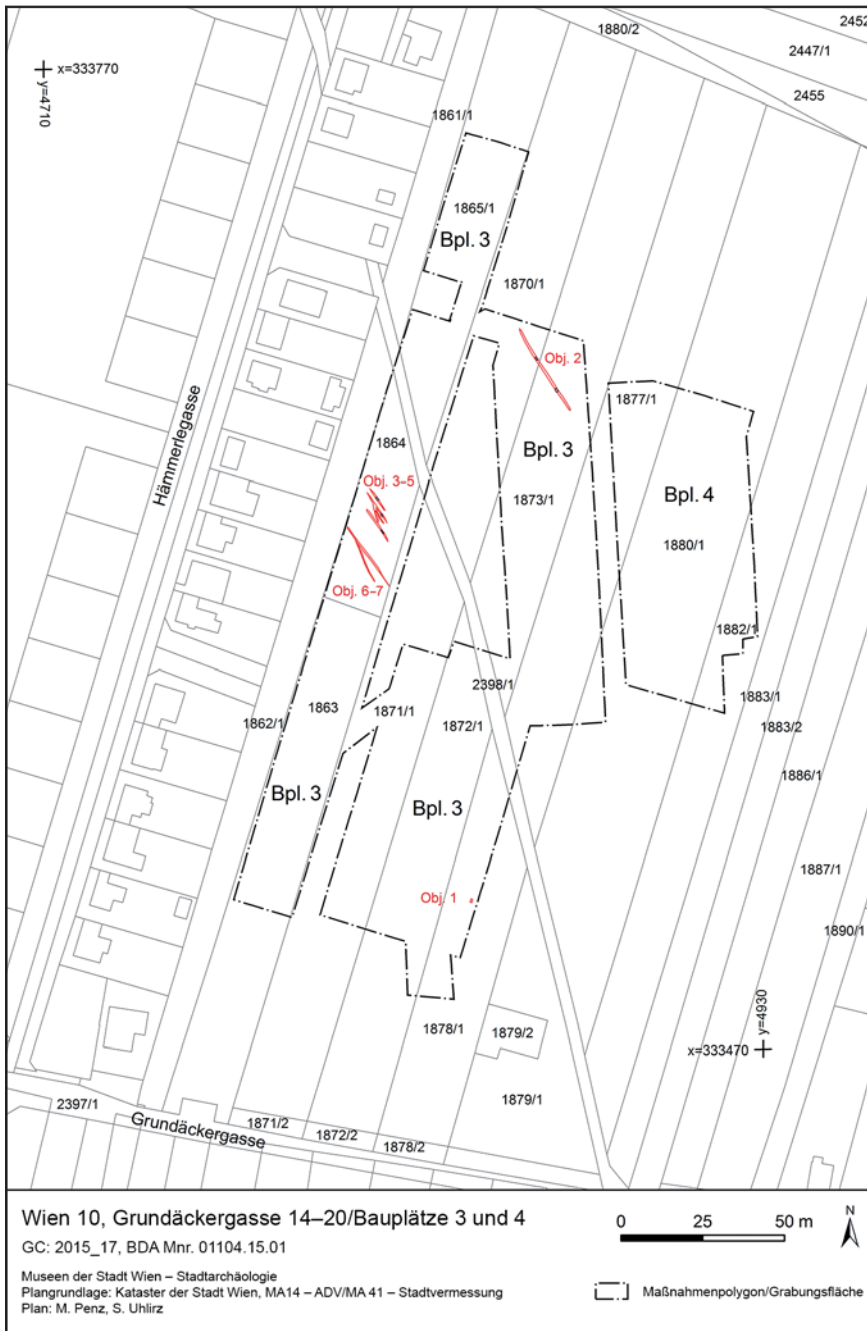 2452
1880/2
2447/1
x=333770
2455
y=4710
1861/1
1865/1
Bpl. 3
1870/1
Obj. 2
1877/1
Hämmerlegasse
1864
Bpl. 3
Obj. 3–5
Bpl. 4
1873/1
1880/1
Obj. 6–7
1882/1
2398/1
1862/1
1863
1871/1
1872/1
1883/1
1883/2
1886/1
Bpl. 3
Bpl. 3
1887/1
Obj. 1
1890/1
y=4930
1878/1
1879/2
x=333470
1879/1
2397/1
Grundäckergasse
1871/2
1872/2
1878/2
Wien 10, Grundäckergasse 14–20/Bauplätze 3 und 4
GC: 2015_17, BDA Mnr. 01104.15.01
Museen der Stadt Wien – Stadtarchäologie
Plangrundlage: Kataster der Stadt Wien, MA14 – ADV/MA 41 – Stadtvermessung
Plan: M. Penz, S. Uhlirz
0 25 50 m
N
Maßnahmenpolygon/Grabungsfläche